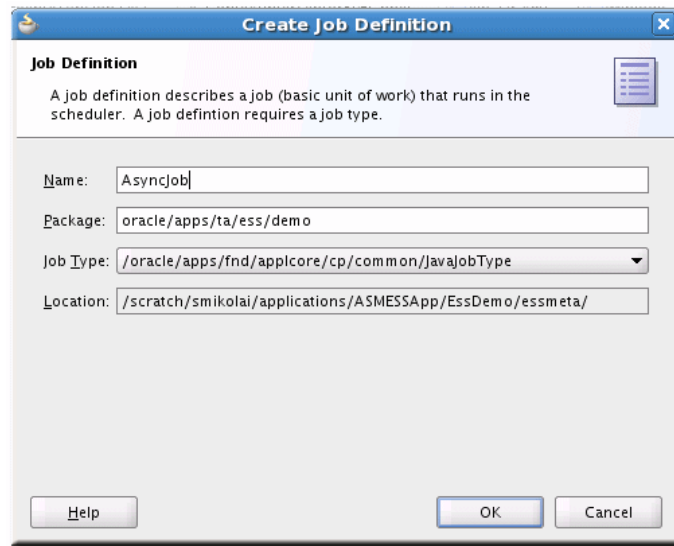 Create Job Definition
Job Definition
A job definition describes a job (basic unit of work) that runs in the
scheduler. A job defintion requires a job type.
Name: AsyncJob
Package: oracle/apps/ta/ess/demo
Job Type: /oracle/apps/fnd/applcore/cp/common/JavaJobType
Location: /scratch/smikolai/applications/ASMESSApp/EssDemo/essmeta/
Help OK Cancel